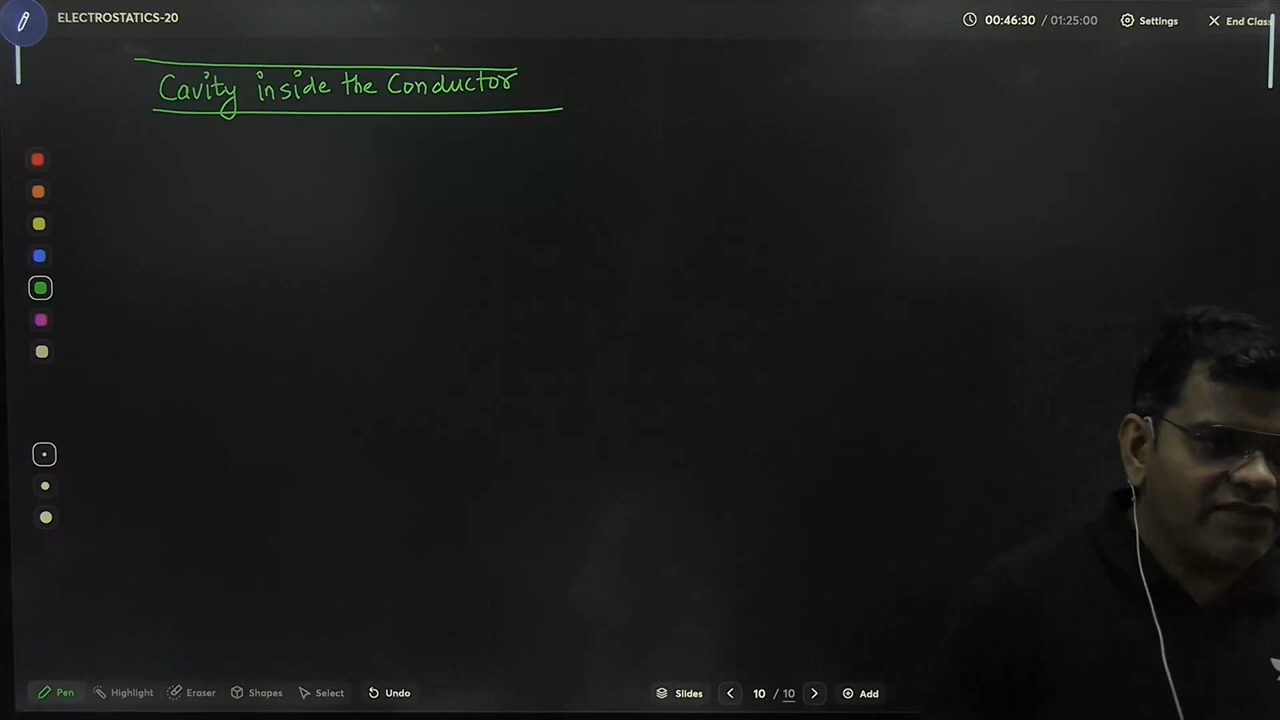 ELECTROSTATICS-20
00:46:30 / 01:25:00
Settings
End Class
Cavity inside the Conductor
Pen
Highlight
Eraser
Shapes
Select
Undo
Slides
10 / 10
Add